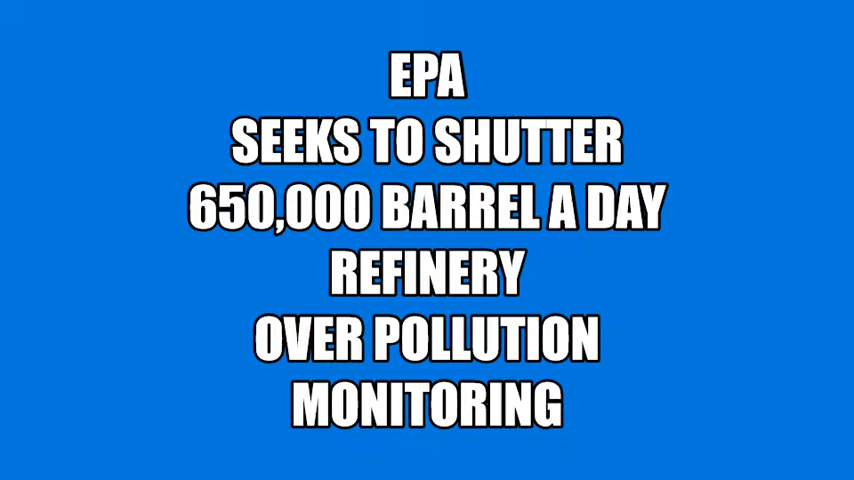 EPA
SEEKS TO SHUTTER
650,000 BARREL A DAY
REFINERY
OVER POLLUTION
MONITORING